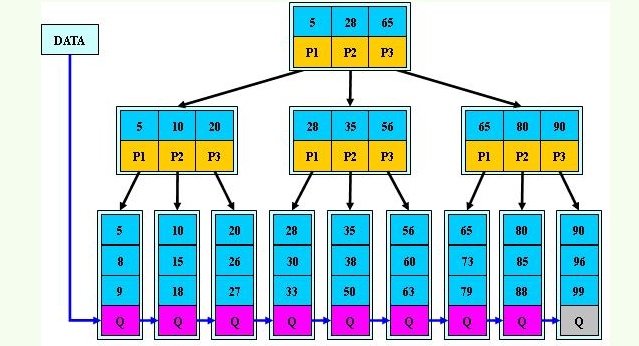 5 28 65
DATA
P1 P2 P3
5 10 20 28 35 56 65 80 90
P1 P2 P3 P1 P2 P3 P1 P2 P3
5 10 20 28 35 56 65 80 90
8 15 26 30 38 60 73 85 96
9 18 27 33 50 63 79 88 99
Q Q Q Q Q Q Q Q Q